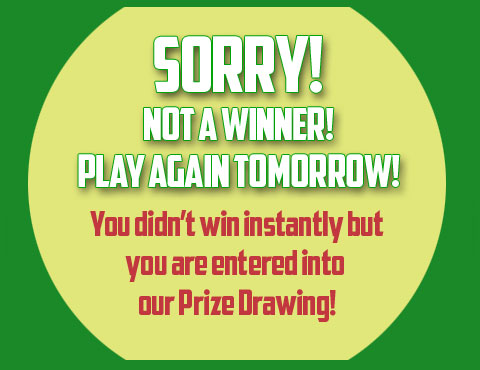 SORRY!
NOT A WINNER!
PLAY AGAIN TOMORROW!
You didn't win instantly but
you are entered into
our Prize Drawing!